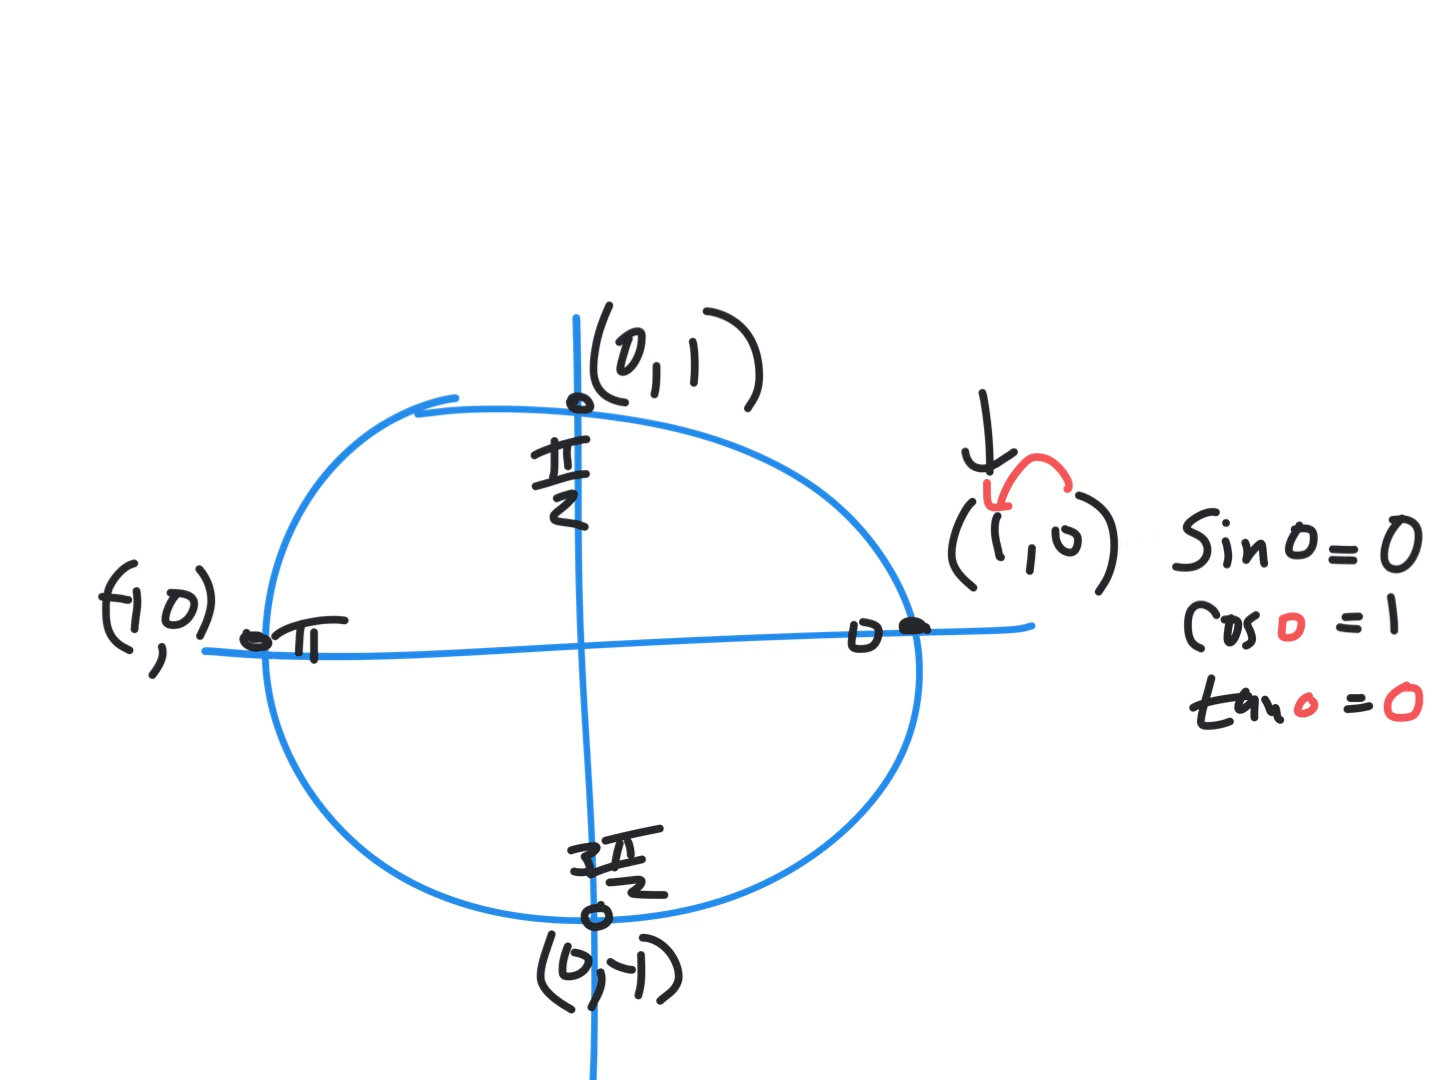 (0, 1)
π/2
(1, 0)
sin 0 = 0
cos 0 = 1
tan 0 = 0
(-1, 0)
π
0
3π/2
(0, -1)